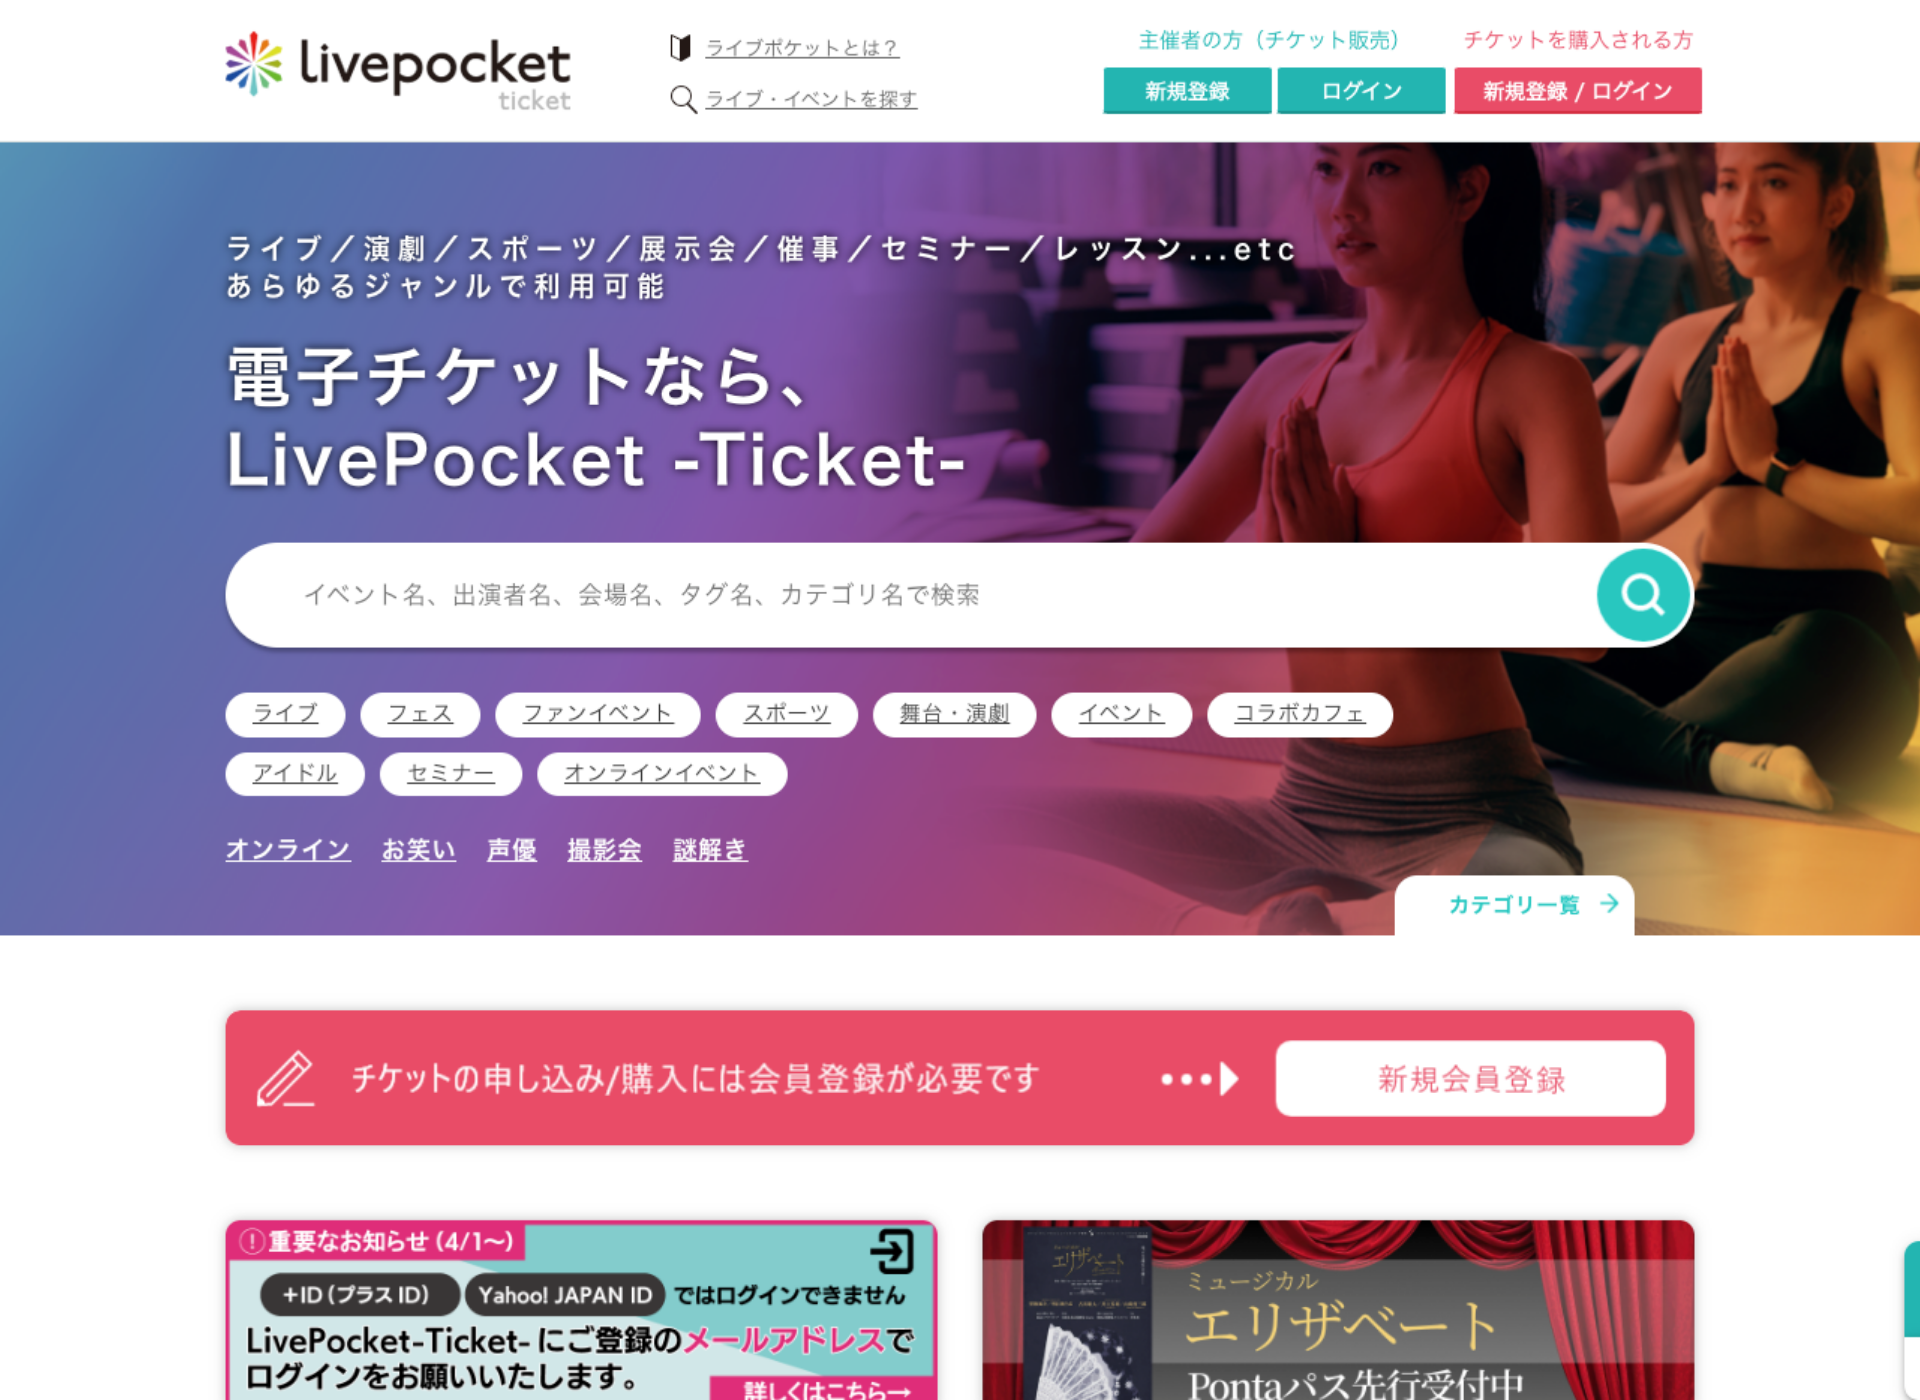 livepocket
ticket
ライブポケットとは？
ライブ・イベントを探す
主催者の方（チケット販売）
チケットを購入される方
新規登録
ログイン
新規登録 / ログイン
ライブ／演劇／スポーツ／展示会／催事／セミナー／レッスン...etc
あらゆるジャンルで利用可能
電子チケットなら、
LivePocket -Ticket-
イベント名、出演者名、会場名、タグ名、カテゴリ名で検索
ライブ
フェス
ファンイベント
スポーツ
舞台・演劇
イベント
コラボカフェ
アイドル
セミナー
オンラインイベント
オンライン
お笑い
声優
撮影会
謎解き
カテゴリ一覧
チケットの申し込み/購入には会員登録が必要です
新規会員登録
重要なお知らせ（4/1〜）
+ID（プラスID） Yahoo! JAPAN ID ではログインできません
LivePocket-Ticket- にご登録のメールアドレスで
ログインをお願いいたします。
詳しくはこちら→
エリザベート
ミュージカル
エリザベート
Pontaパス先行受付中